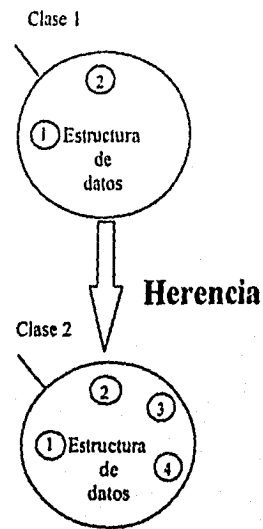 Clase 1
2
1 Estructura
de
datos
Herencia
Clase 2
2
3
1 Estructura
4
de
datos